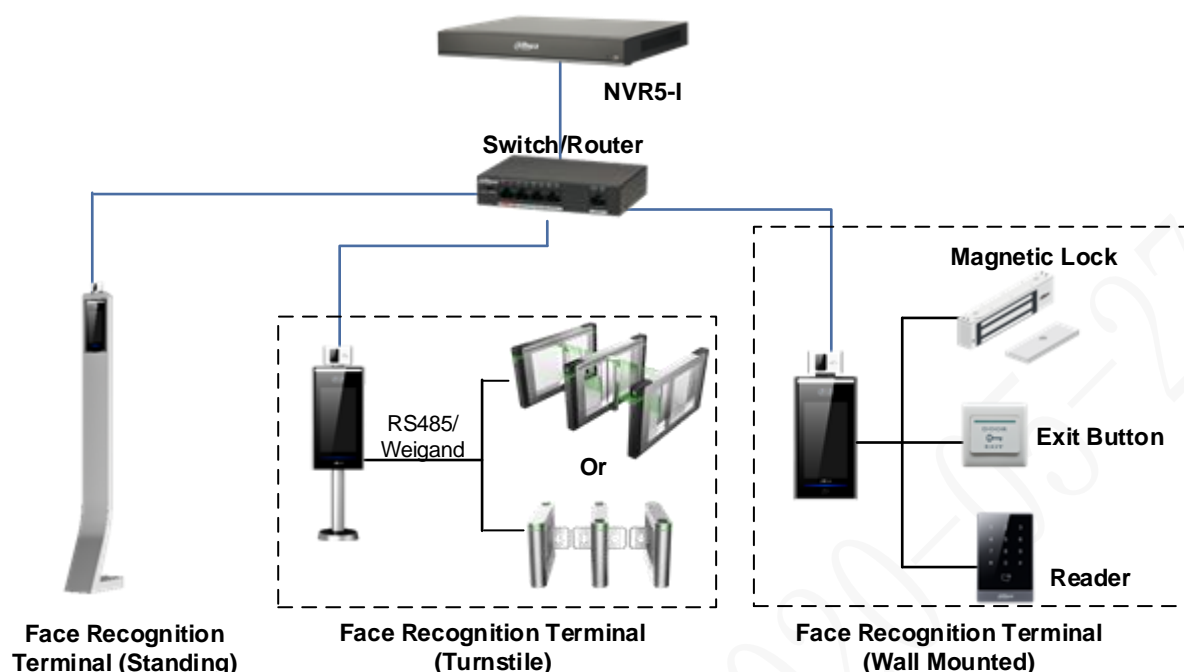 alhua
NVR5-I
Switch/Router
Magnetic Lock
RS485/
Weigand
Or
Exit Button
Reader
Face Recognition
Terminal (Standing)
Face Recognition Terminal
(Turnstile)
Face Recognition Terminal
(Wall Mounted)